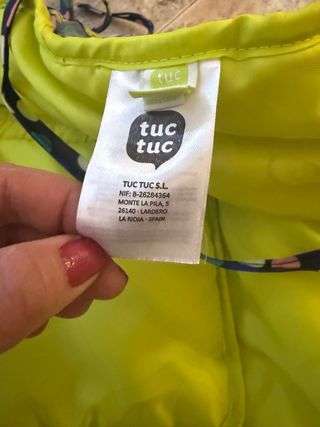 tuc
tuc
tuc
TUC TUC S.L.
NIF: B-26284364
MONTE LA PILA, 5
26140 - LARDERO
LA RIOJA - SPAIN